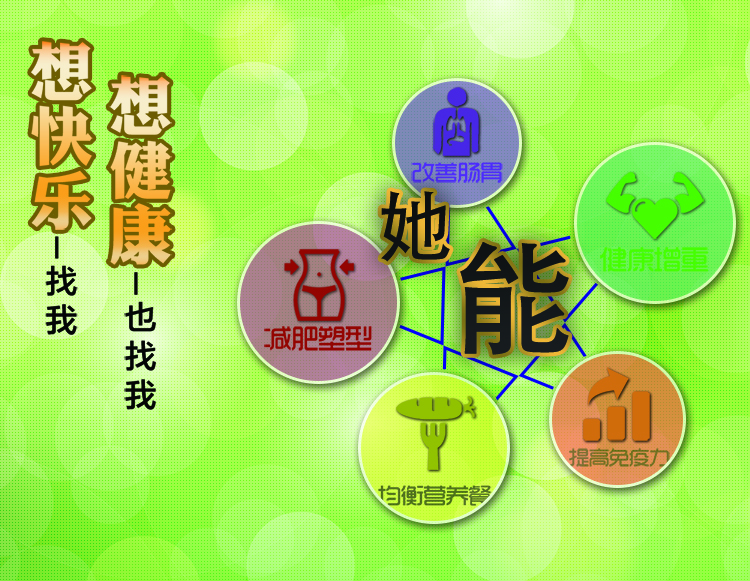 想快乐–找我
想健康–也找我
她能
改善肠胃
健康增重
减肥塑型
提高免疫力
均衡营养餐